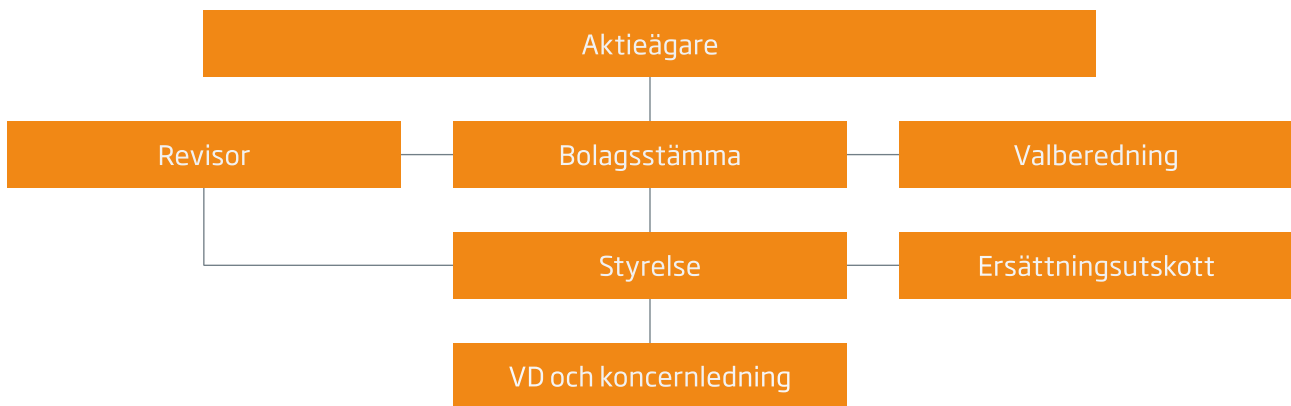 Aktieägare
Revisor
Bolagsstämma
Valberedning
Styrelse
Ersättningsutskott
VD och koncernledning